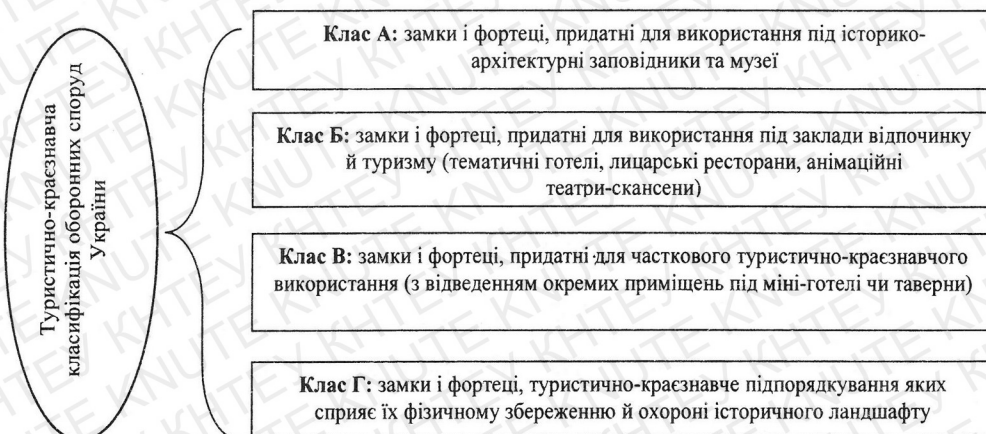 Туристично-краєзнавча
класифікація оборонних споруд
України
Клас А: замки і фортеці, придатні для використання під історико-
архітектурні заповідники та музеї
Клас Б: замки і фортеці, придатні для використання під заклади відпочинку
й туризму (тематичні готелі, лицарські ресторани, анімаційні
театри-скансени)
Клас В: замки і фортеці, придатні для часткового туристично-краєзнавчого
використання (з відведенням окремих приміщень під міні-готелі чи таверни)
Клас Г: замки і фортеці, туристично-краєзнавче підпорядкування яких
сприяє їх фізичному збереженню й охороні історичного ландшафту